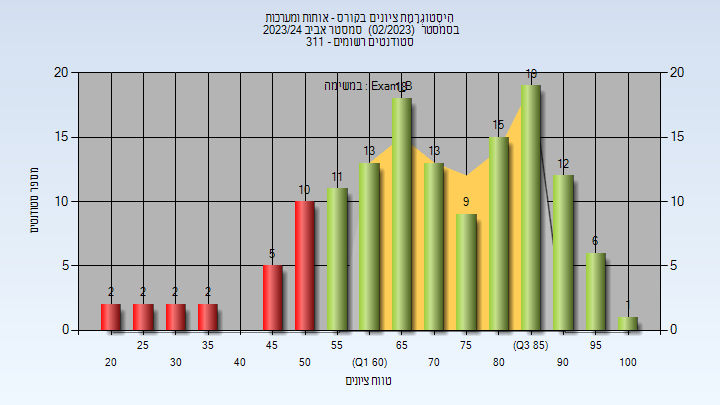 היסטוגרמת ציונים בקורס - אותות ומערכות
בסמסטר (02/2023) סמסטר אביב 2023/24
סטודנטים רשומים - 311
במשימה : Exam_B
מספר סטודנטים
20 15 10 5 0
20 15 10 5 0
2 2 2 2 5 10 11 13 18 13 9 15 19 12 6 1
25 35 45 55 65 75 (Q3 85) 95
20 30 40 50 (Q1 60) 70 80 90 100
טווח ציונים